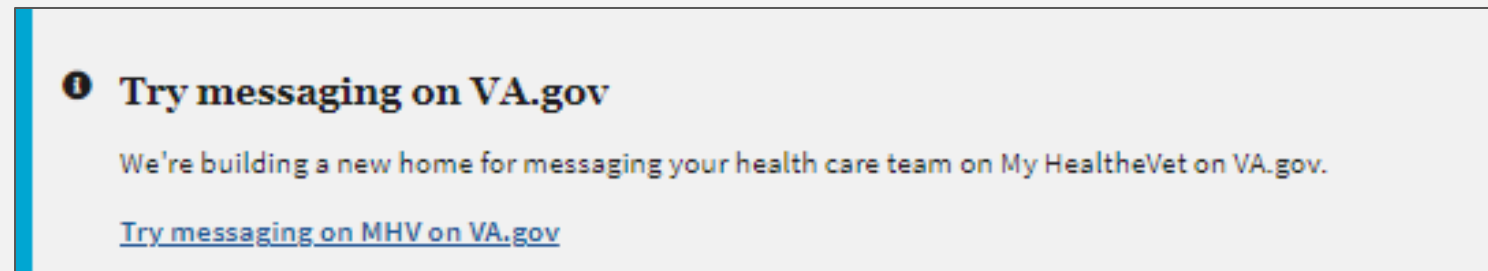 Try messaging on VA.gov
We're building a new home for messaging your health care team on My HealtheVet on VA.gov.
Try messaging on MHV on VA.gov